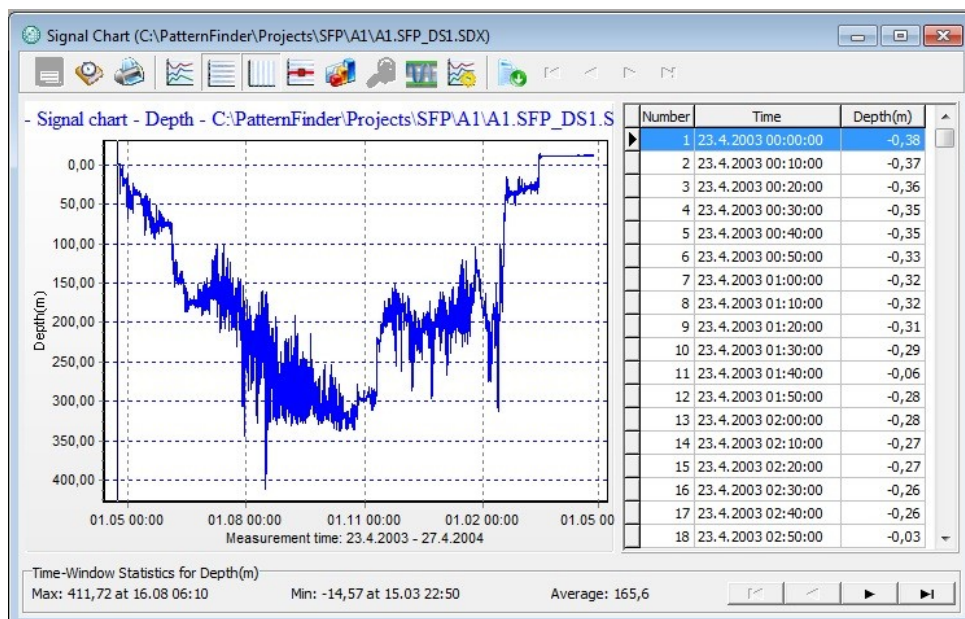 Signal Chart (C:\PatternFinder\Projects\SFP\A1\A1.SFP_DS1.SDX)
- Signal chart - Depth - C:\PatternFinder\Projects\SFP\A1\A1.SFP_DS1.S
Depth(m)
0,00
50,00
100,00
150,00
200,00
250,00
300,00
350,00
400,00
01.05 00:00 01.08 00:00 01.11 00:00 01.02 00:00 01.05 00
Measurement time: 23.4.2003 - 27.4.2004
Number Time Depth(m)
1 23.4.2003 00:00:00 -0,38
2 23.4.2003 00:10:00 -0,37
3 23.4.2003 00:20:00 -0,36
4 23.4.2003 00:30:00 -0,35
5 23.4.2003 00:40:00 -0,35
6 23.4.2003 00:50:00 -0,33
7 23.4.2003 01:00:00 -0,32
8 23.4.2003 01:10:00 -0,32
9 23.4.2003 01:20:00 -0,31
10 23.4.2003 01:30:00 -0,29
11 23.4.2003 01:40:00 -0,06
12 23.4.2003 01:50:00 -0,28
13 23.4.2003 02:00:00 -0,28
14 23.4.2003 02:10:00 -0,27
15 23.4.2003 02:20:00 -0,27
16 23.4.2003 02:30:00 -0,26
17 23.4.2003 02:40:00 -0,26
18 23.4.2003 02:50:00 -0,03
Time-Window Statistics for Depth(m)
Max: 411,72 at 16.08 06:10 Min: -14,57 at 15.03 22:50 Average: 165,6